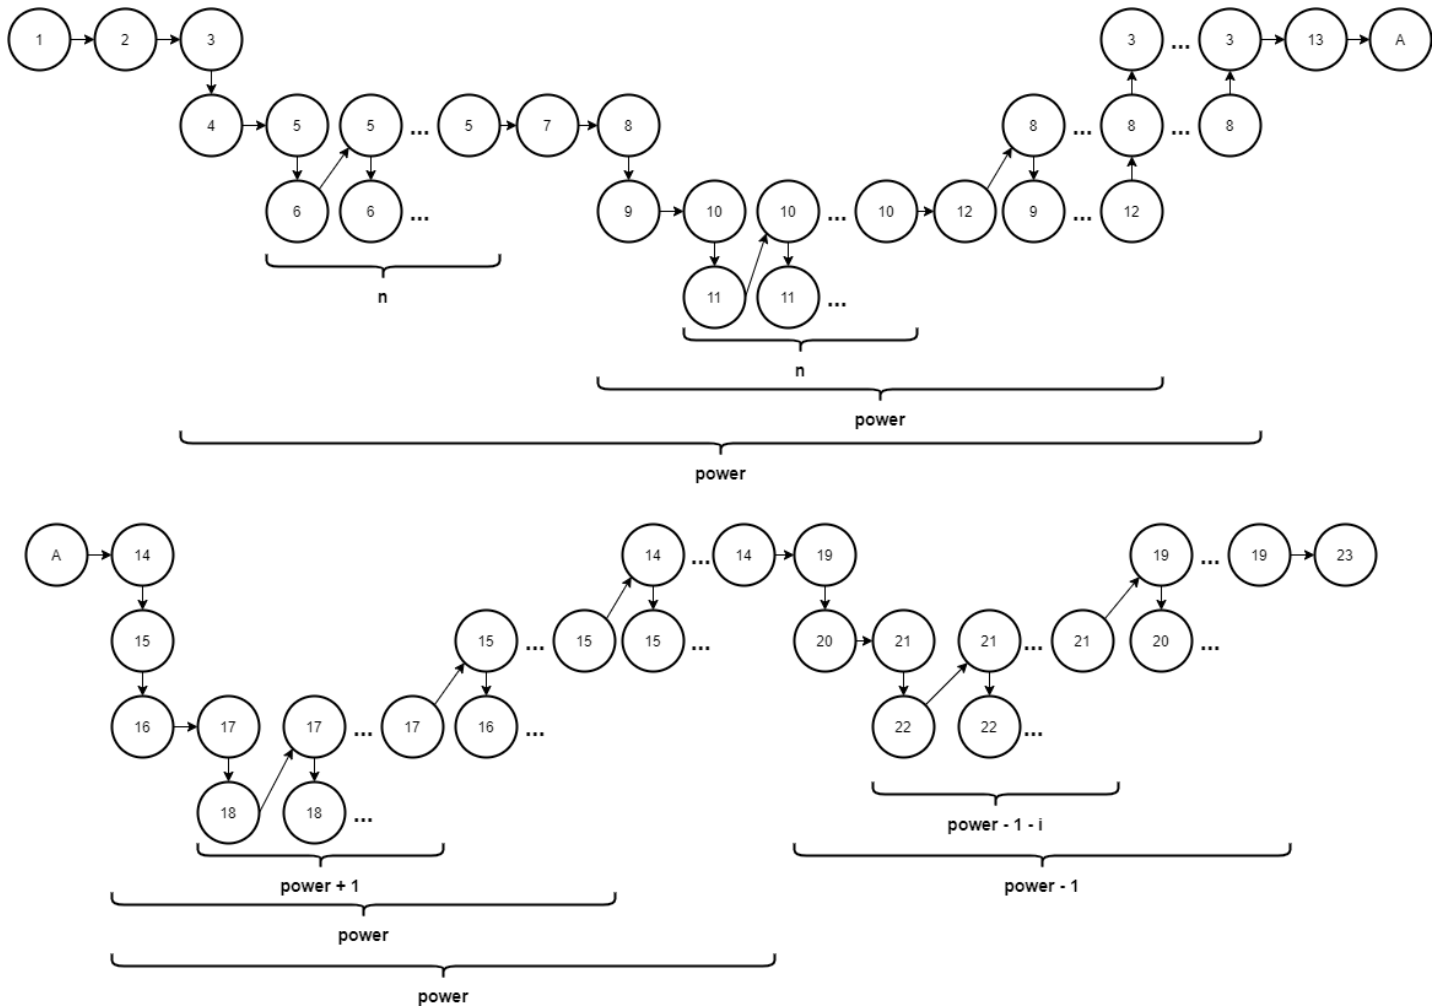 1 2 3 3 ... 3 13 A
4 5 5 ... 5 7 8 8 ... 8 ... 8
6 6 ... 9 10 10 ... 10 12 9 ... 12
n 11 11 ...
n
power
power
A 14 14 ... 14 19 19 ... 19 23
15 15 ... 15 15 ... 20 21 21 ... 21 20 ...
16 17 17 ... 17 16 ... 22 22 ...
18 18 ... power - 1 - i
power + 1 power - 1
power
power